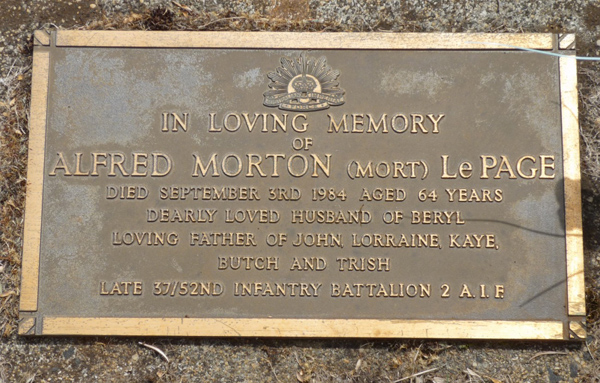 IN LOVING MEMORY
OF
ALFRED MORTON (MORT) Le PAGE
DIED SEPTEMBER 3RD 1984 AGED 64 YEARS
DEARLY LOVED HUSBAND OF BERYL
LOVING FATHER OF JOHN, LORRAINE, KAYE,
BUTCH AND TRISH
LATE 37/52ND INFANTRY BATTALION 2 A.I.F.